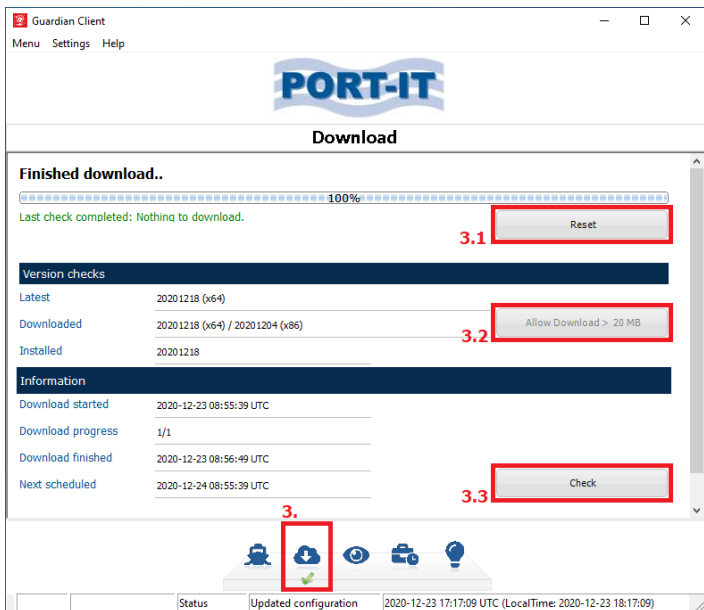 Guardian Client
Menu Settings Help
PORT-IT
Download
Finished download..
100%
Last check completed: Nothing to download.
3.1 Reset
Version checks
Latest 20201218 (x64)
Downloaded 20201218 (x64) / 20201204 (x86)
3.2 Allow Download > 20 MB
Installed 20201218
Information
Download started 2020-12-23 08:55:39 UTC
Download progress 1/1
Download finished 2020-12-23 08:56:49 UTC
Next scheduled 2020-12-24 08:55:39 UTC
3.3 Check
3.
Status Updated configuration 2020-12-23 17:17:09 UTC (LocalTime: 2020-12-23 18:17:09)